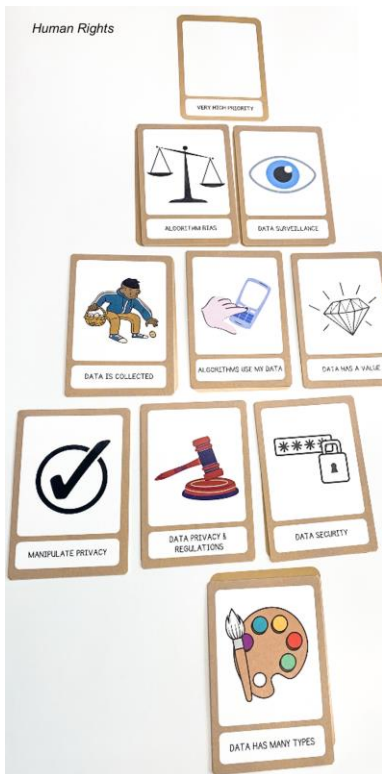 Human Rights
VERY HIGH PRIORITY
ALGORITHM BIAS
DATA SURVEILLANCE
DATA IS COLLECTED
ALGORITHMS USE MY DATA
DATA HAS A VALUE
MANIPULATE PRIVACY
DATA PRIVACY &
REGULATIONS
DATA SECURITY
DATA HAS MANY TYPES